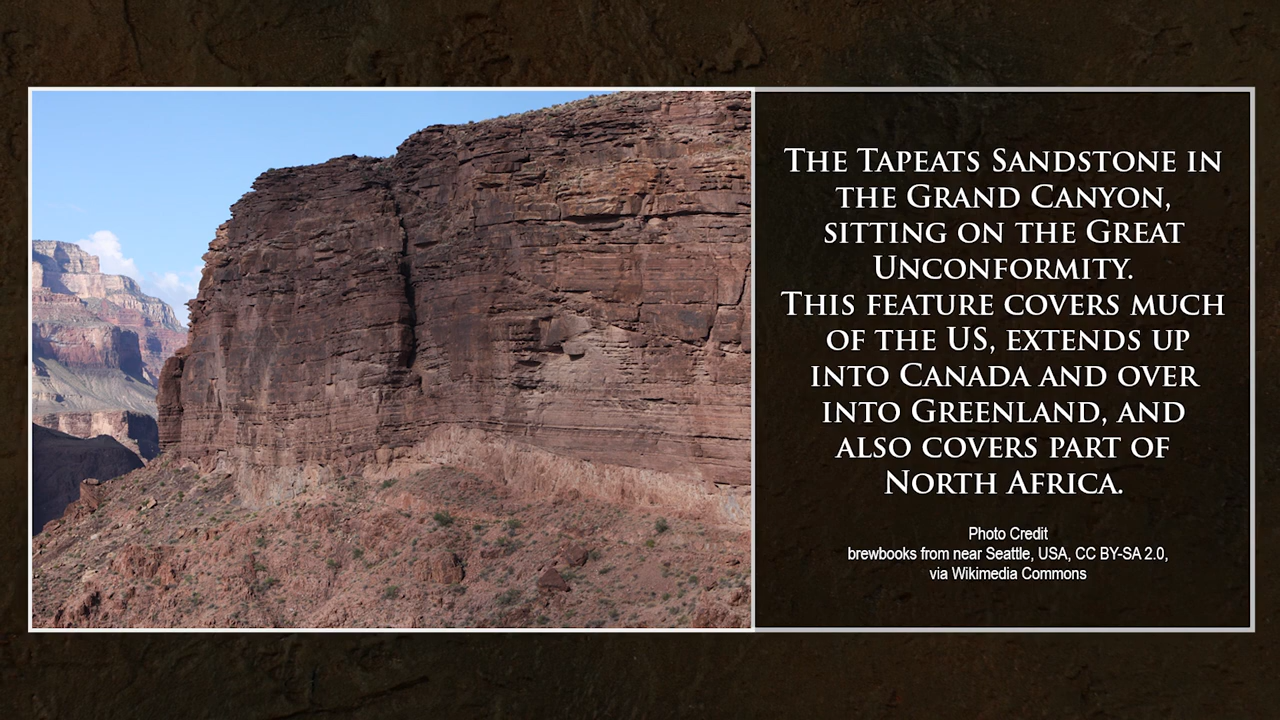 The Tapeats Sandstone in
the Grand Canyon,
sitting on the Great
Unconformity.
This feature covers much
of the US, extends up
into Canada and over
into Greenland, and
also covers part of
North Africa.
Photo Credit
brewbooks from near Seattle, USA, CC BY-SA 2.0,
via Wikimedia Commons